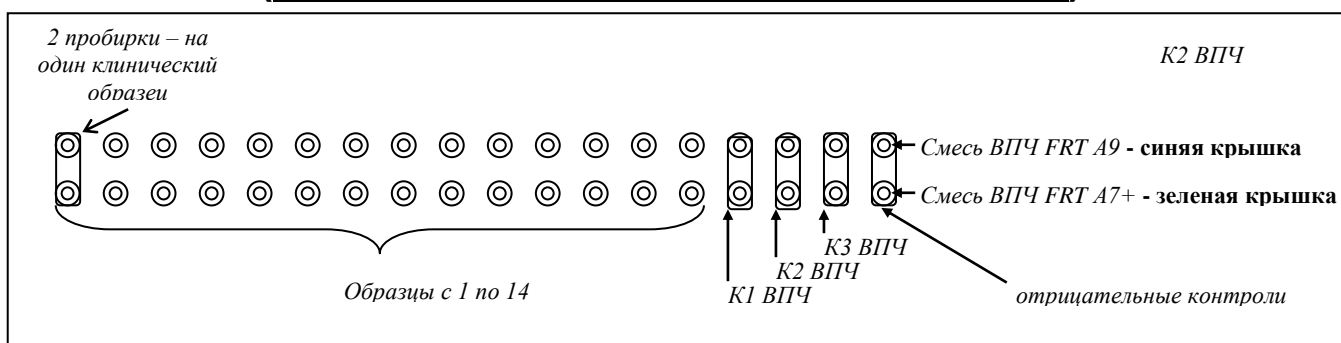 2 пробирки – на
один клинический
образец
К2 ВПЧ
Смесь ВПЧ FRT A9 - синяя крышка
Смесь ВПЧ FRT A7+ - зеленая крышка
К3 ВПЧ
К2 ВПЧ
К1 ВПЧ
Образцы с 1 по 14
отрицательные контроли